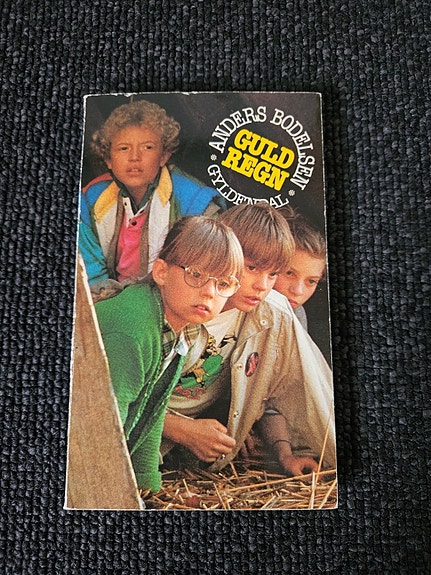 * ANDERS BODELSEN *
GULD
REGN
GYLDENDAL